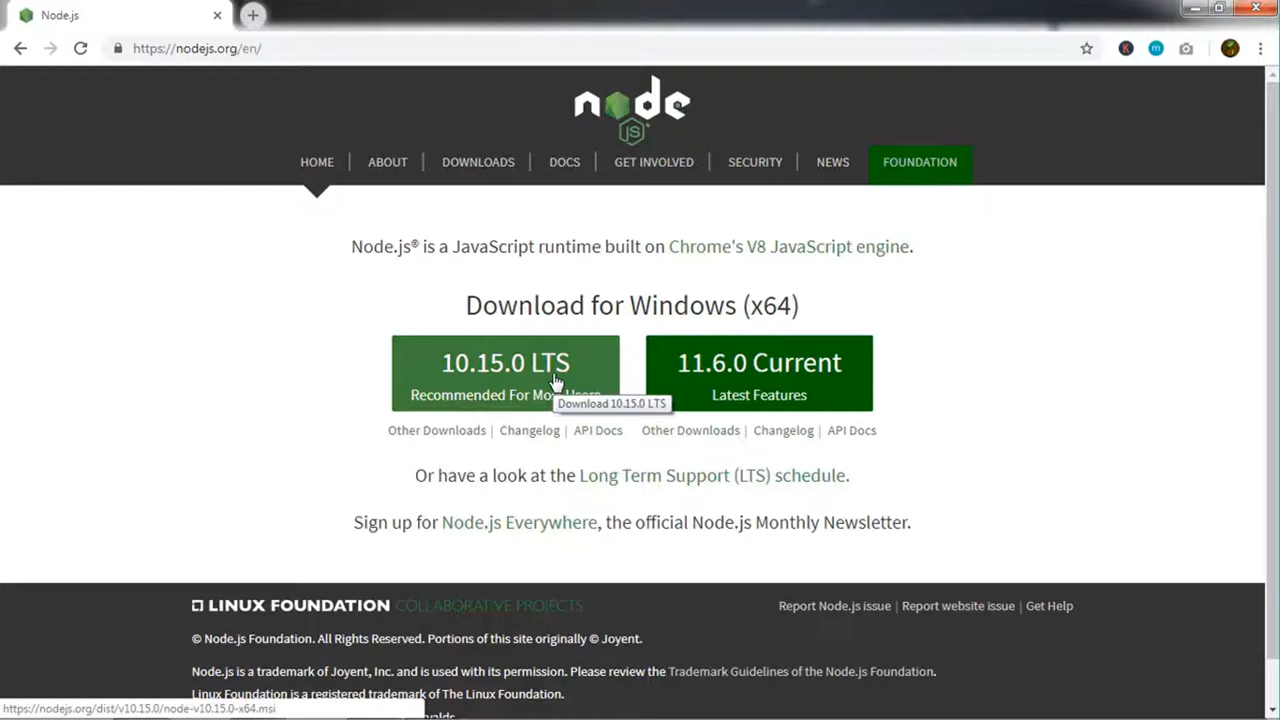 Node.js
https://nodejs.org/en/
node
JS
HOME | ABOUT | DOWNLOADS | DOCS | GET INVOLVED | SECURITY | NEWS FOUNDATION
Node.js® is a JavaScript runtime built on Chrome's V8 JavaScript engine.
Download for Windows (x64)
10.15.0 LTS
Recommended For Most Users
Download 10.15.0 LTS
11.6.0 Current
Latest Features
Other Downloads | Changelog | API Docs
Other Downloads | Changelog | API Docs
Or have a look at the Long Term Support (LTS) schedule.
Sign up for Node.js Everywhere, the official Node.js Monthly Newsletter.
LINUX FOUNDATION COLLABORATIVE PROJECTS
Report Node.js issue | Report website issue | Get Help
© Node.js Foundation. All Rights Reserved. Portions of this site originally © Joyent.
Node.js is a trademark of Joyent, Inc. and is used with its permission. Please review the Trademark Guidelines of the Node.js Foundation.
Linux Foundation is a registered trademark of The Linux Foundation.
https://nodejs.org/dist/v10.15.0/node-v10.15.0-x64.msi